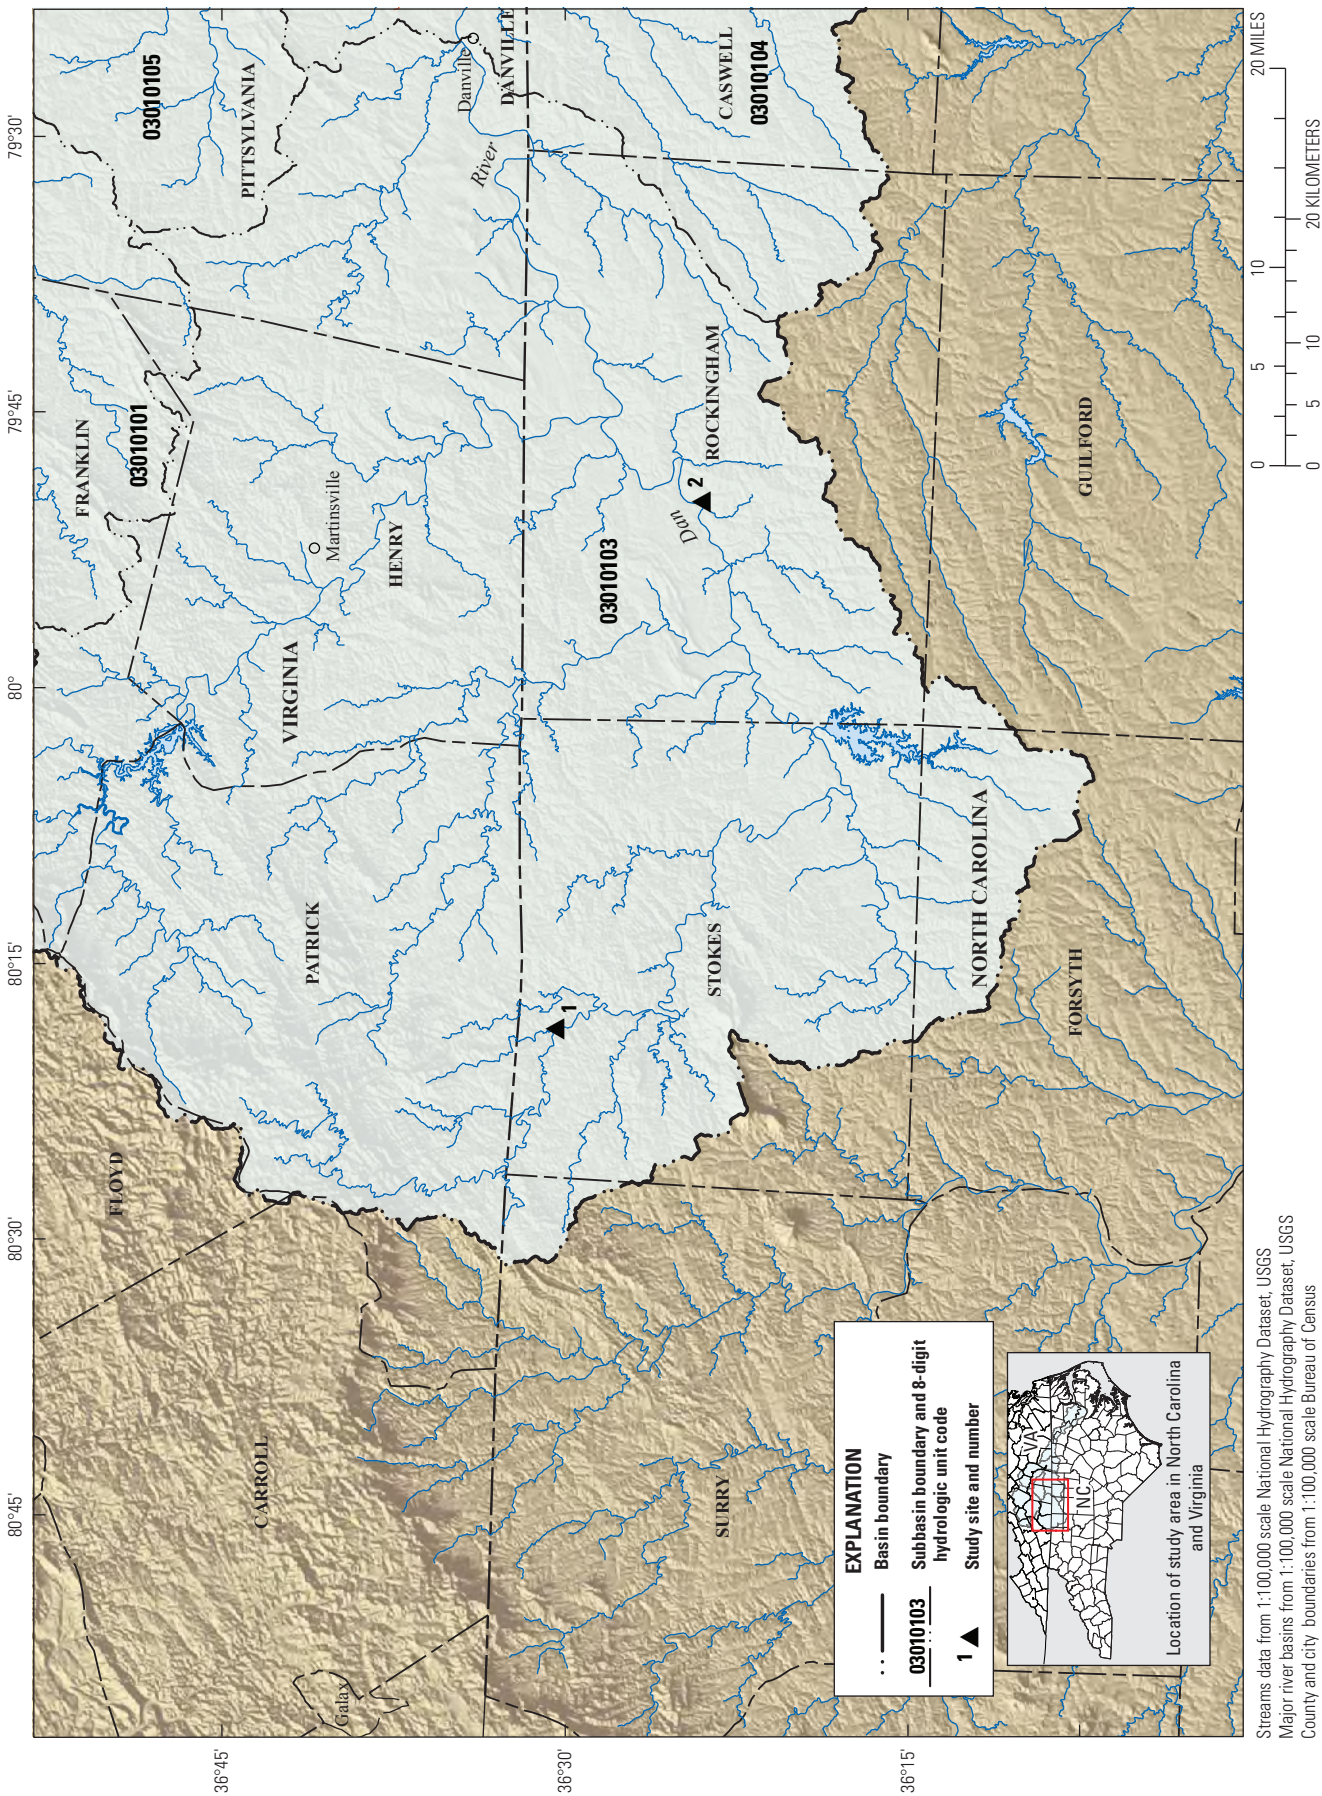 80°45'
80°30'
80°15'
80°
79°45'
79°30'
36°45'
36°30'
36°15'
FLOYD
FRANKLIN
03010101
03010105
PITTSYLVANIA
CARROLL
PATRICK
VIRGINIA
Martinsville
HENRY
Galax
Danville
DANVILLE
River
1
03010103
Dan
2
STOKES
ROCKINGHAM
CASWELL
03010104
SURRY
NORTH CAROLINA
FORSYTH
GUILFORD
EXPLANATION
Basin boundary
03010103
Subbasin boundary and 8-digit
hydrologic unit code
1
Study site and number
VA
NC
Location of study area in North Carolina
and Virginia
Streams data from 1:100,000 scale National Hydrography Dataset, USGS
Major river basins from 1:100,000 scale National Hydrography Dataset, USGS
County and city boundaries from 1:100,000 scale Bureau of Census
0 5 10 20 MILES
0 5 10 20 KILOMETERS